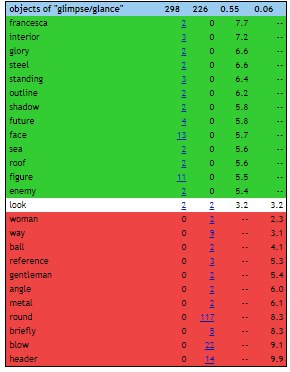 objects of "glimpse/glance" 298 226 0.55 0.06
francesca 2 0 7.7 --
interior 3 0 7.2 --
glory 2 0 6.6 --
steel 2 0 6.6 --
standing 3 0 6.4 --
outline 2 0 6.2 --
shadow 2 0 5.8 --
future 4 0 5.8 --
face 13 0 5.7 --
sea 2 0 5.6 --
roof 2 0 5.6 --
figure 11 0 5.5 --
enemy 2 0 5.4 --
look 2 2 3.2 3.2
woman 0 2 -- 2.3
way 0 9 -- 3.1
ball 0 2 -- 4.1
reference 0 3 -- 5.3
gentleman 0 2 -- 5.4
angle 0 2 -- 6.0
metal 0 2 -- 6.1
round 0 117 -- 8.3
briefly 0 5 -- 8.3
blow 0 22 -- 9.1
header 0 14 -- 9.9